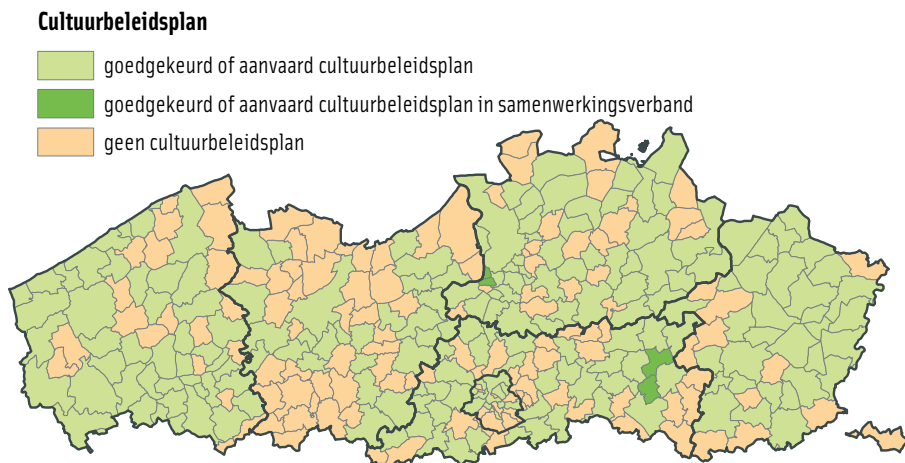 Cultuurbeleidsplan
goedgekeurd of aanvaard cultuurbeleidsplan
goedgekeurd of aanvaard cultuurbeleidsplan in samenwerkingsverband
geen cultuurbeleidsplan